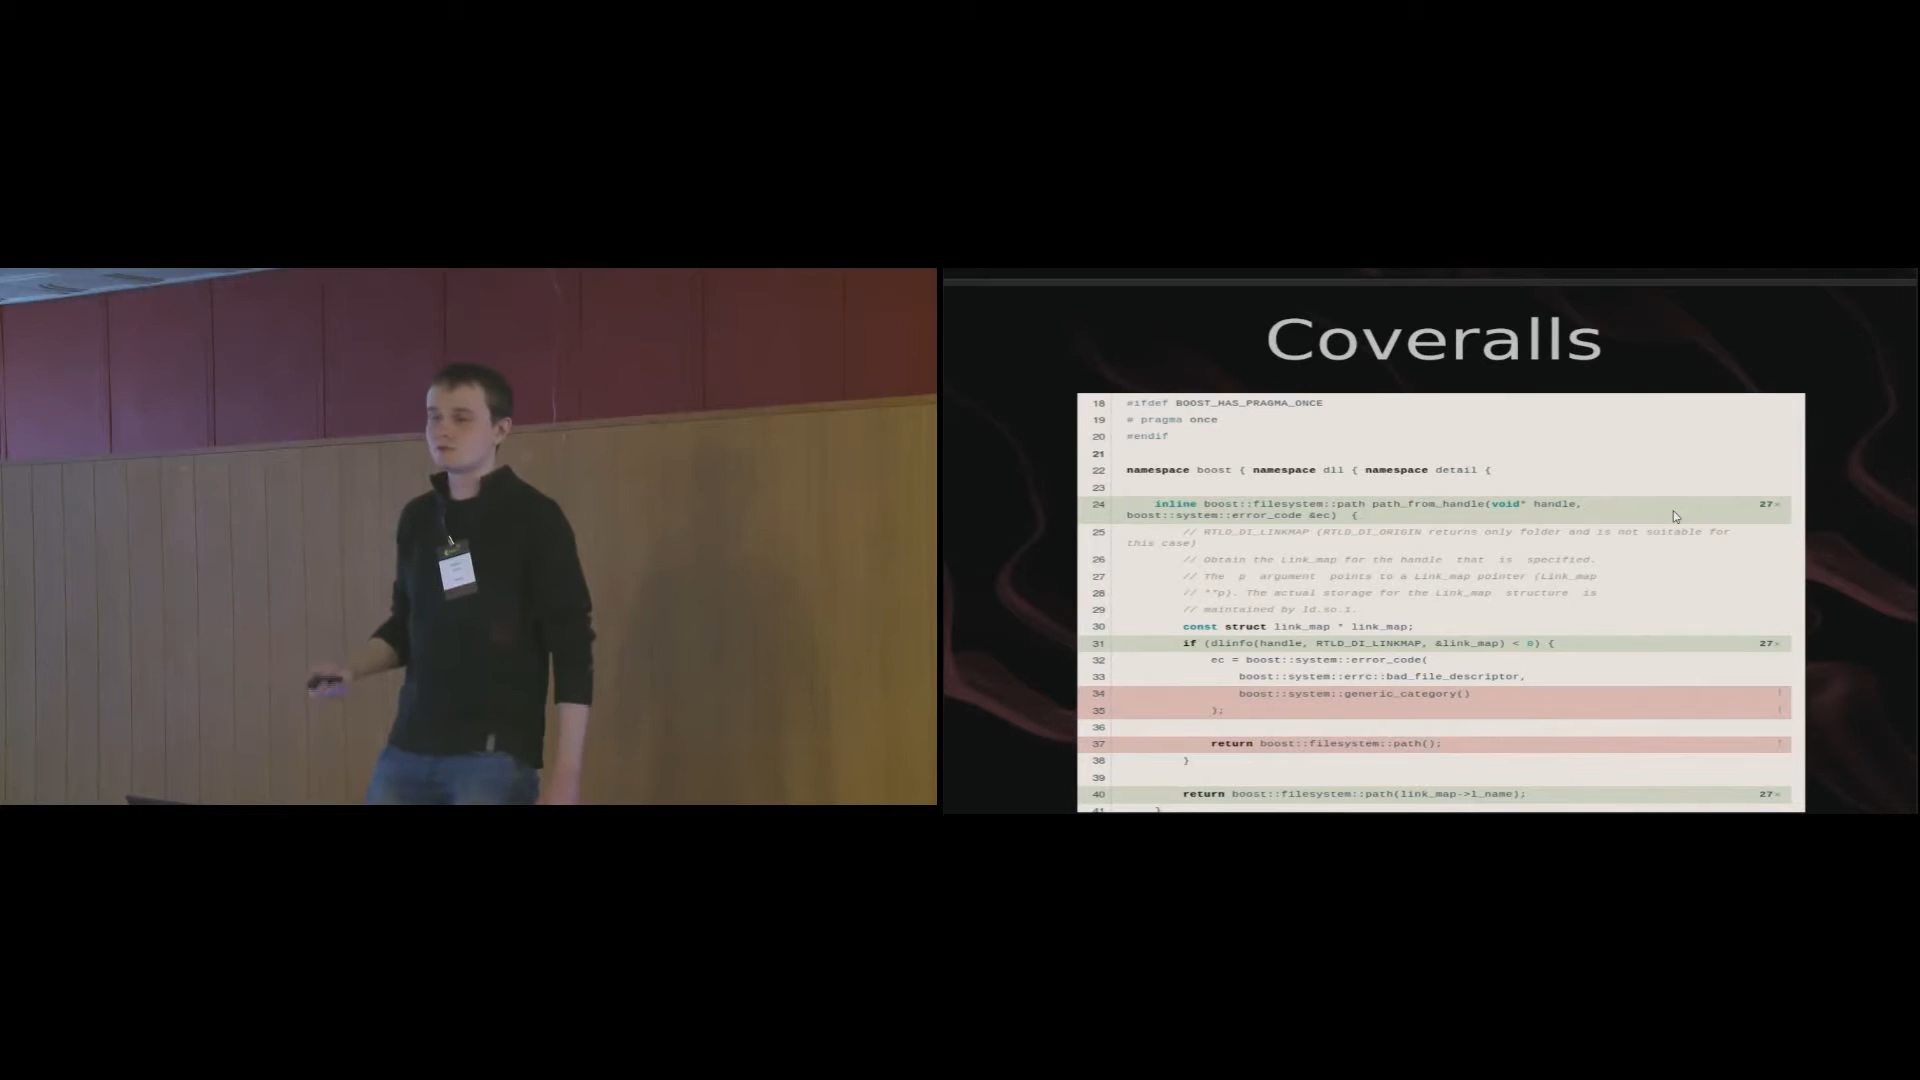 Coveralls
18 #ifdef BOOST_HAS_PRAGMA_ONCE
19 # pragma once
20 #endif
21
22 namespace boost { namespace dll { namespace detail {
23
24 inline boost::filesystem::path path_from_handle(void* handle, 27×
boost::system::error_code &ec) {
25 // RTLD_DI_LINKMAP (RTLD_DI_ORIGIN returns only folder and is not suitable for
this case)
26 // Obtain the Link_map for the handle that is specified.
27 // The p argument points to a Link_map pointer (Link_map
28 // **p). The actual storage for the Link_map structure is
29 // maintained by ld.so.1.
30 const struct link_map * link_map;
31 if (dlinfo(handle, RTLD_DI_LINKMAP, &link_map) < 0) { 27×
32 ec = boost::system::error_code(
33 boost::system::errc::bad_file_descriptor,
34 boost::system::generic_category() !
35 ); !
36
37 return boost::filesystem::path(); !
38 }
39
40 return boost::filesystem::path(link_map->l_name); 27×
41 }